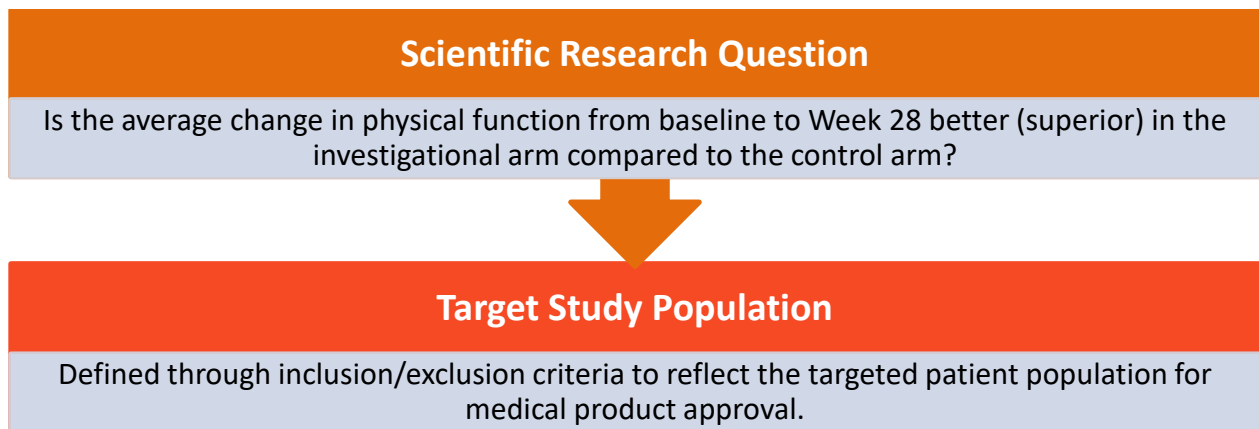 Scientific Research Question
Is the average change in physical function from baseline to Week 28 better (superior) in the
investigational arm compared to the control arm?
Target Study Population
Defined through inclusion/exclusion criteria to reflect the targeted patient population for
medical product approval.